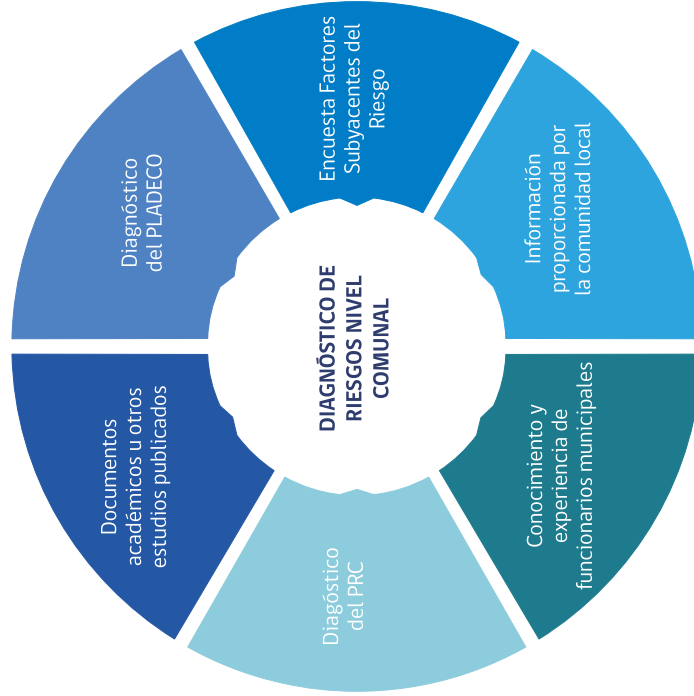 DIAGNÓSTICO DE
RIESGOS NIVEL
COMUNAL
Encuesta Factores
Subyacentes del
Riesgo
Información
proporcionada por
la comunidad local
Conocimiento y
experiencia de
funcionarios municipales
Diagóstico
del PRC
Documentos
académicos u otros
estudios publicados
Diagnóstico
del PLADECO